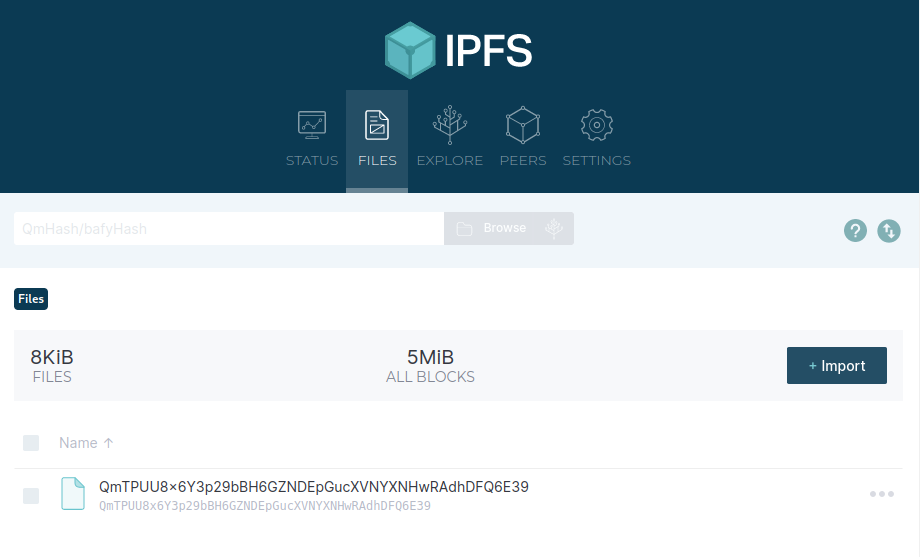 IPFS
STATUS FILES EXPLORE PEERS SETTINGS
QmHash/bafyHash Browse ?
Files
8KiB 5MiB
FILES ALL BLOCKS
+ Import
Name ↑
QmTPUU8x6Y3p29bBH6GZNDEpGucXVNYXNHwRAdhDFQ6E39
QmTPUU8x6Y3p29bBH6GZNDEpGucXVNYXNHwRAdhDFQ6E39